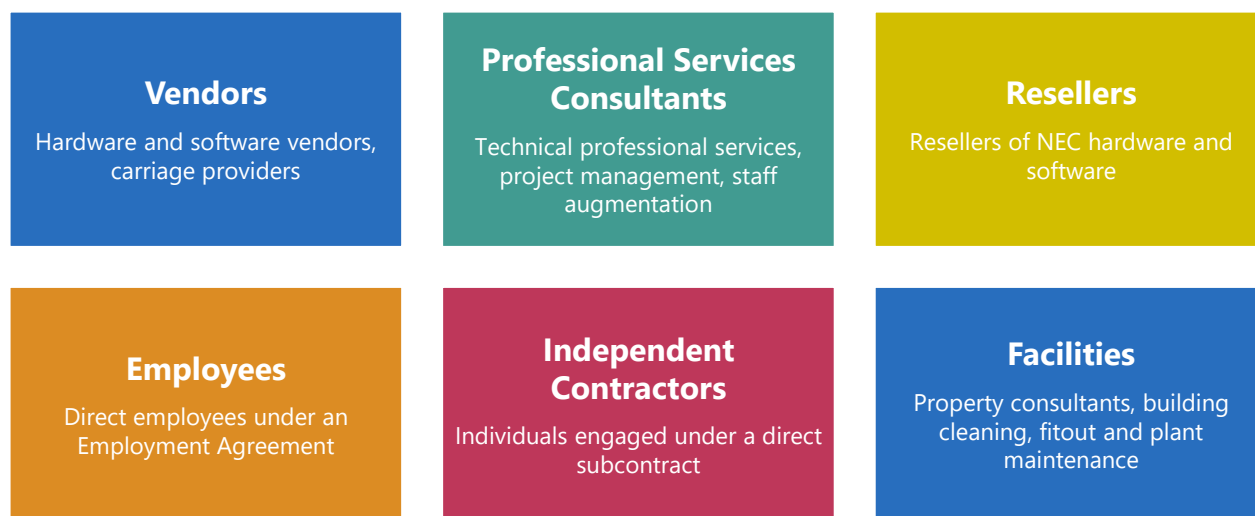 Vendors
Hardware and software vendors,
carriage providers
Professional Services
Consultants
Technical professional services,
project management, staff
augmentation
Resellers
Resellers of NEC hardware and
software
Employees
Direct employees under an
Employment Agreement
Independent
Contractors
Individuals engaged under a direct
subcontract
Facilities
Property consultants, building
cleaning, fitout and plant
maintenance